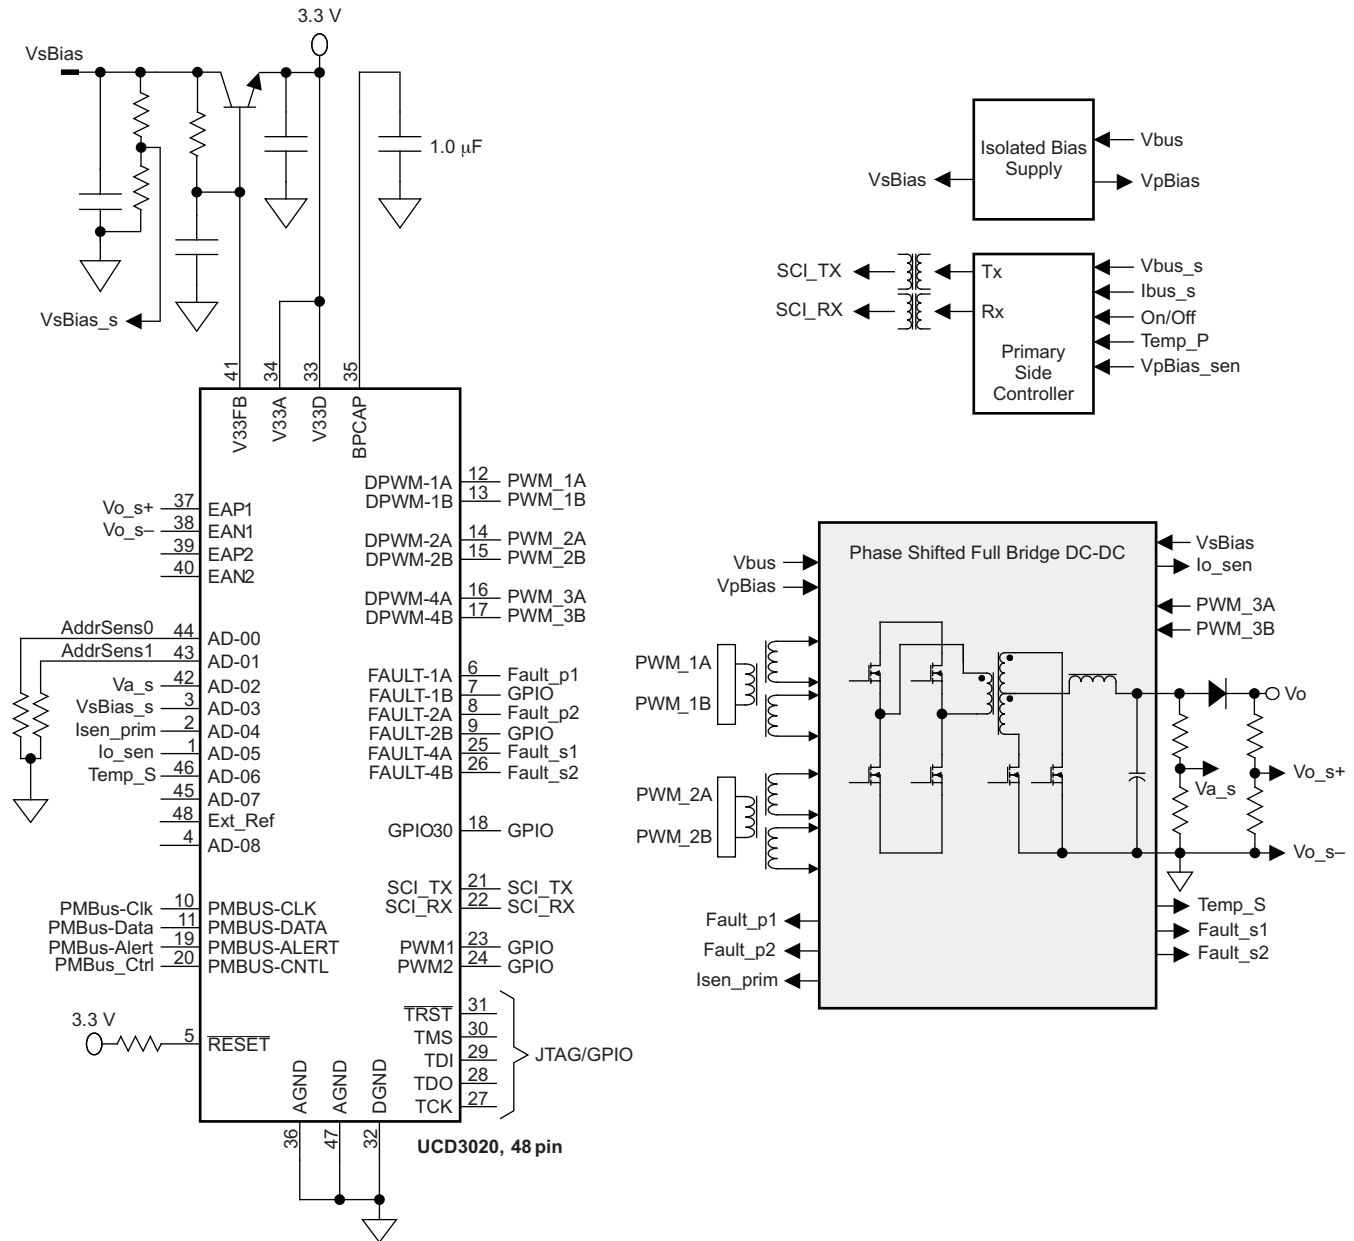 3.3 V
VsBias
1.0 µF
VsBias_s
41
34
33
35
V33FB
V33A
V33D
BPCAP
Vo_s+ 37 EAP1
Vo_s– 38 EAN1
39 EAP2
40 EAN2
AddrSens0 44 AD-00
AddrSens1 43 AD-01
Va_s 42 AD-02
VsBias_s 3 AD-03
Isen_prim 2 AD-04
Io_sen 1 AD-05
Temp_S 46 AD-06
45 AD-07
48 Ext_Ref
4 AD-08
PMBus-Clk 10 PMBUS-CLK
PMBus-Data 11 PMBUS-DATA
PMBus-Alert 19 PMBUS-ALERT
PMBus_Ctrl 20 PMBUS-CNTL
3.3 V
5 RESET
DPWM-1A 12 PWM_1A
DPWM-1B 13 PWM_1B
DPWM-2A 14 PWM_2A
DPWM-2B 15 PWM_2B
DPWM-4A 16 PWM_3A
DPWM-4B 17 PWM_3B
FAULT-1A 6 Fault_p1
FAULT-1B 7 GPIO
FAULT-2A 8 Fault_p2
FAULT-2B 9 GPIO
FAULT-4A 25 Fault_s1
FAULT-4B 26 Fault_s2
GPIO30 18 GPIO
SCI_TX 21 SCI_TX
SCI_RX 22 SCI_RX
PWM1 23 GPIO
PWM2 24 GPIO
TRST 31
TMS 30
TDI 29
TDO 28
TCK 27
JTAG/GPIO
AGND
AGND
DGND
36
47
32
UCD3020, 48 pin
Isolated Bias
Supply
Vbus
VsBias
VpBias
SCI_TX
SCI_RX
Tx
Rx
Primary
Side
Controller
Vbus_s
Ibus_s
On/Off
Temp_P
VpBias_sen
Phase Shifted Full Bridge DC-DC
Vbus
VpBias
PWM_1A
PWM_1B
PWM_2A
PWM_2B
Fault_p1
Fault_p2
Isen_prim
VsBias
Io_sen
PWM_3A
PWM_3B
Vo
Vo_s+
Va_s
Vo_s–
Temp_S
Fault_s1
Fault_s2